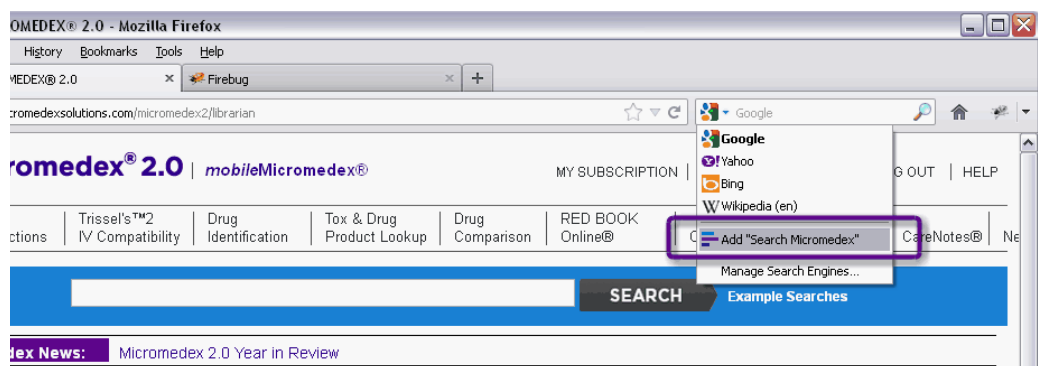 OMEDEX® 2.0 - Mozilla Firefox
History Bookmarks Tools Help
MEDEX® 2.0
Firebug
cromedexsolutions.com/micromedex2/librarian
Google
Google
Yahoo
Bing
Wikipedia (en)
Add "Search Micromedex"
Manage Search Engines...
romedex® 2.0 | mobileMicromedex®
MY SUBSCRIPTION |
G OUT | HELP
ctions
Trissel's™2
IV Compatibility
Drug
Identification
Tox & Drug
Product Lookup
Drug
Comparison
RED BOOK
Online®
CareNotes®
Ne
SEARCH
Example Searches
dex News:
Micromedex 2.0 Year in Review